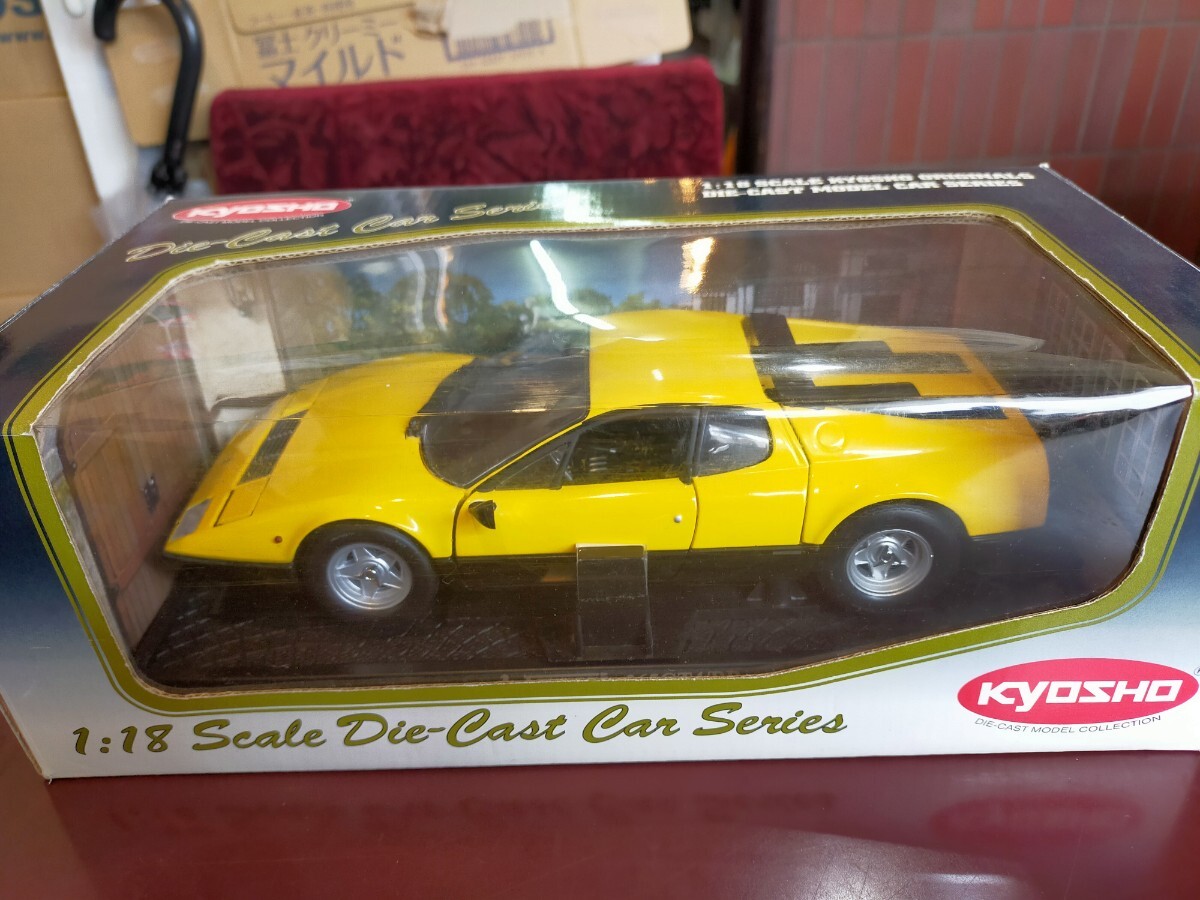 富士 クリーミー
マイルド
KYOSHO
Die-Cast Car Series
1:18 SCALE KYOSHO ORIGINALS
DIE-CAST MODEL CAR SERIES
1:18 Scale Die-Cast Car Series
KYOSHO
DIE-CAST MODEL COLLECTION